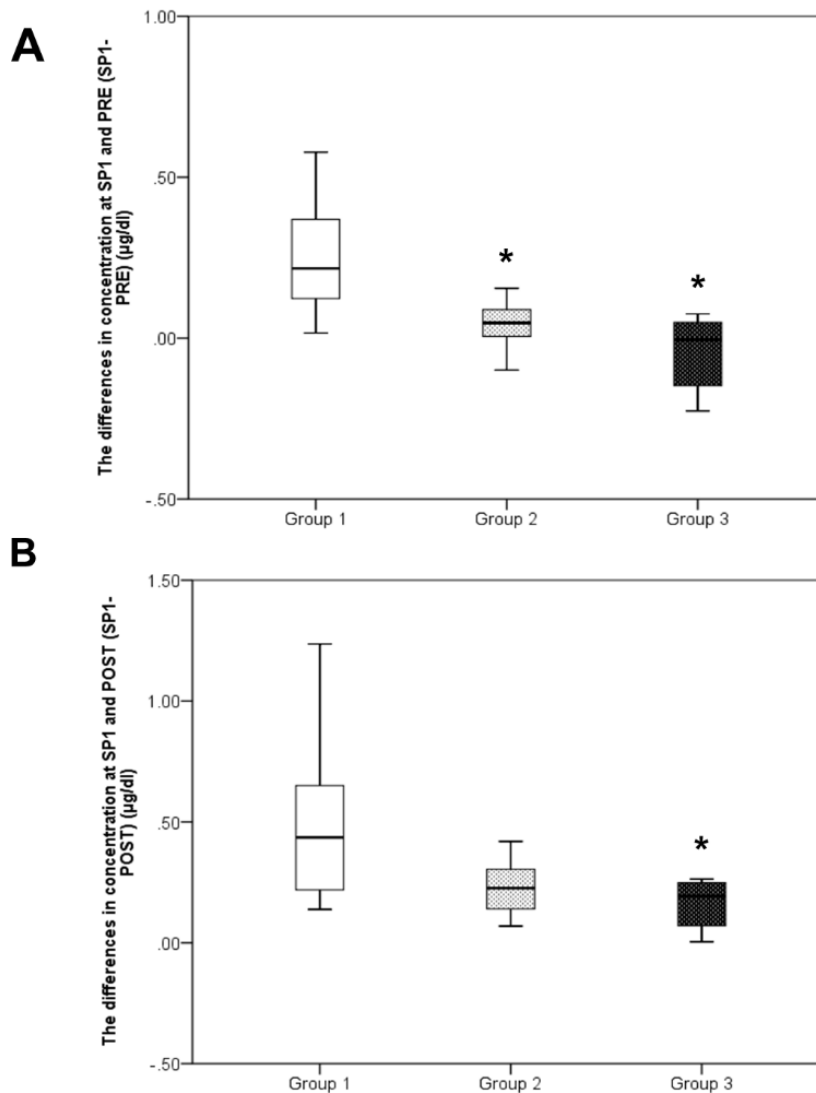 A
The differences in concentration at SP1 and PRE (SP1-
PRE) (µg/dl)
1.00
.50
.00
-.50
*
*
Group 1
Group 2
Group 3
B
The differences in concentration at SP1 and POST (SP1-
POST) (µg/dl)
1.50
1.00
.50
.00
-.50
*
Group 1
Group 2
Group 3